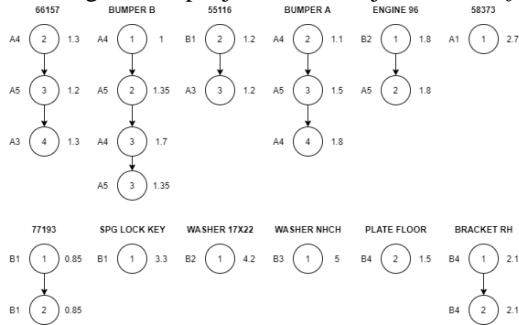 66157 BUMPER B 55116 BUMPER A ENGINE 96 58373
A4 2 1.3 A4 1 1 B1 2 1.2 A4 2 1.1 B2 1 1.8 A1 1 2.7
A5 3 1.2 A5 2 1.35 A3 3 1.2 A5 3 1.5 A5 2 1.8
A3 4 1.3 A4 3 1.7 A4 4 1.8
A5 3 1.35
77193 SPG LOCK KEY WASHER 17X22 WASHER NHCH PLATE FLOOR BRACKET RH
B1 1 0.85 B1 1 3.3 B2 1 4.2 B3 1 5 B4 2 1.5 B4 1 2.1
B1 2 0.85 B4 2 2.1